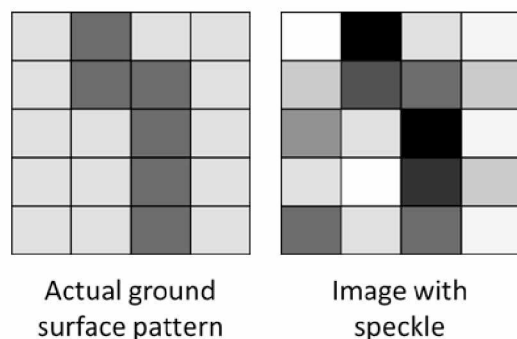 Actual ground
surface pattern
Image with
speckle